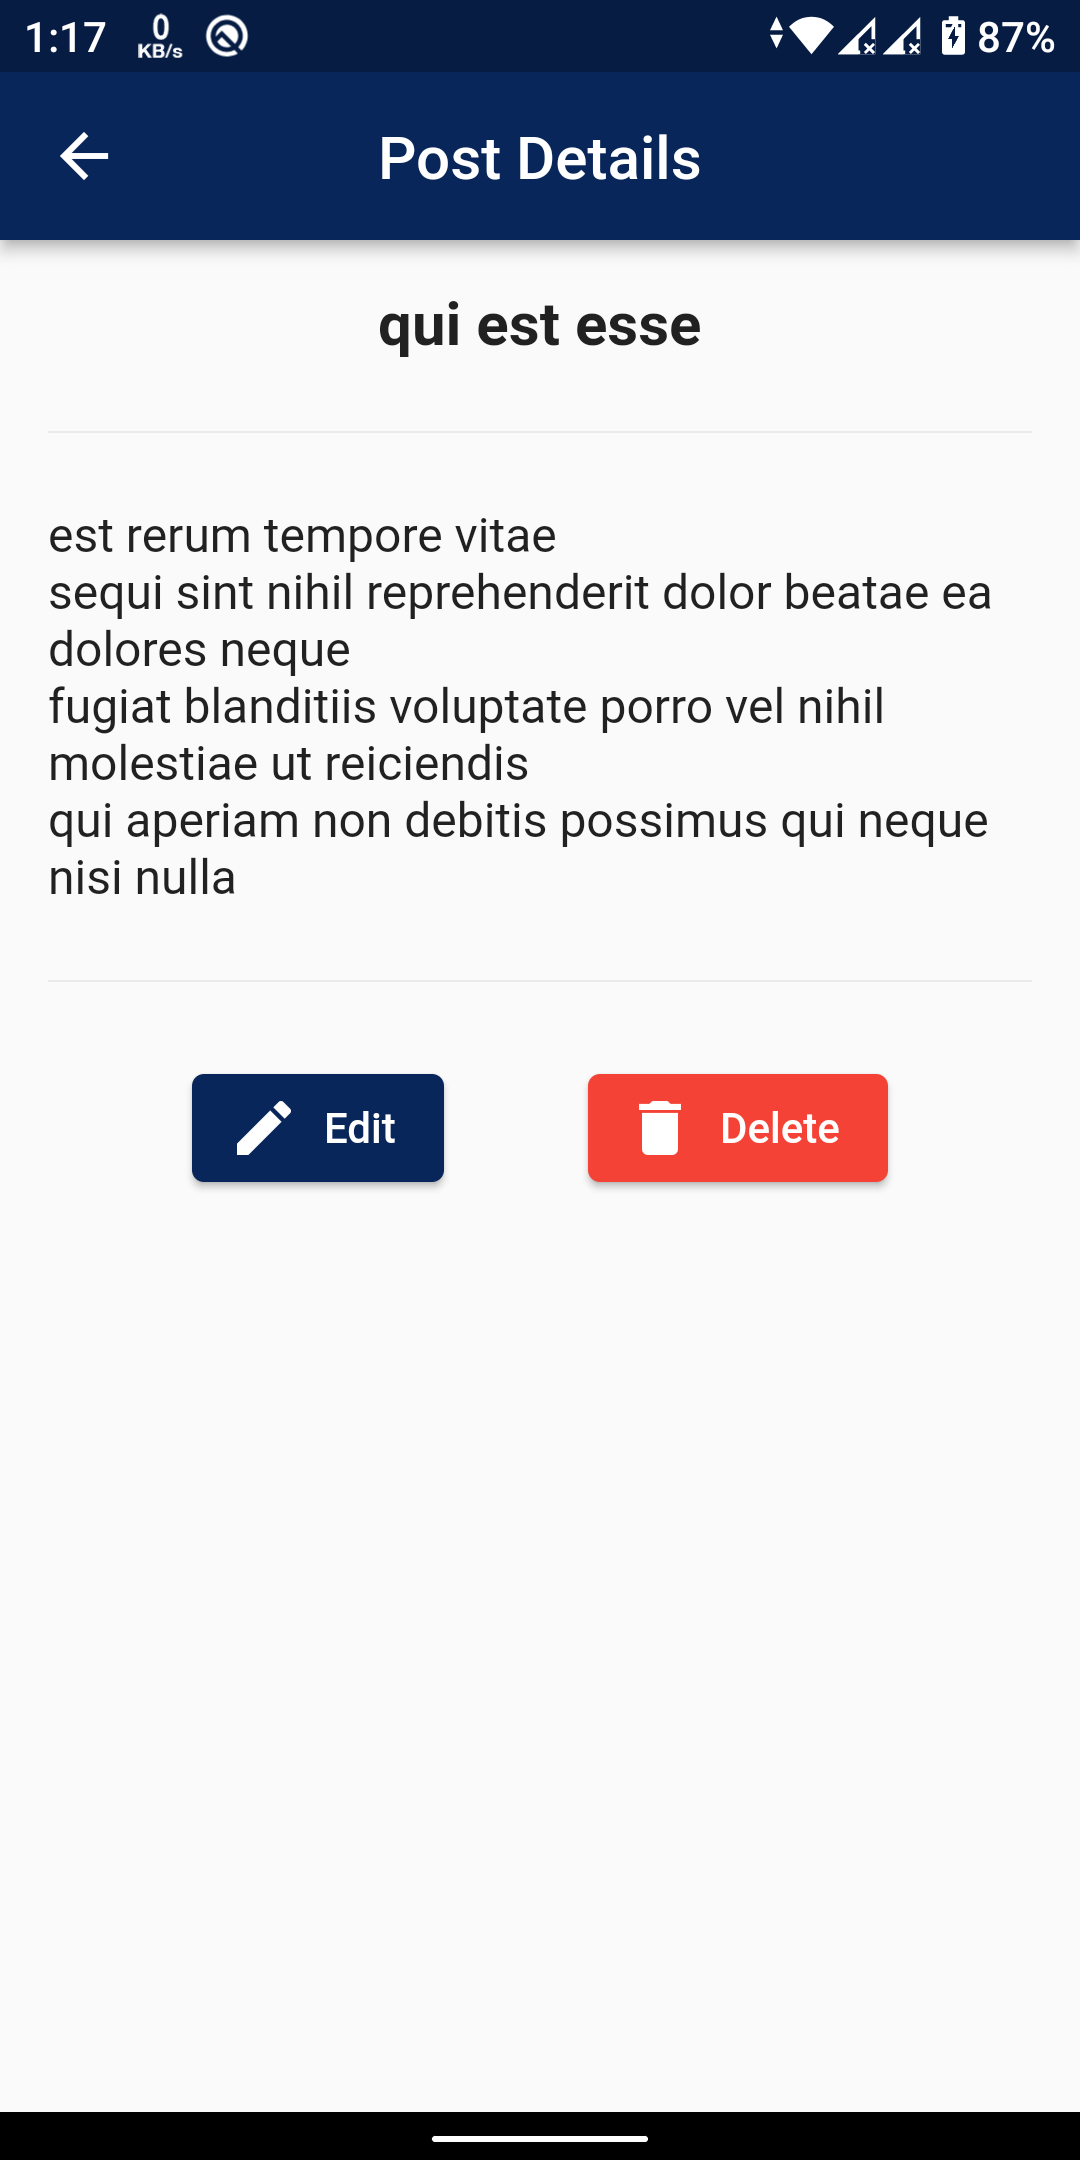 1:17 0 KB/s 87%
Post Details
qui est esse
est rerum tempore vitae
sequi sint nihil reprehenderit dolor beatae ea
dolores neque
fugiat blanditiis voluptate porro vel nihil
molestiae ut reiciendis
qui aperiam non debitis possimus qui neque
nisi nulla
Edit Delete